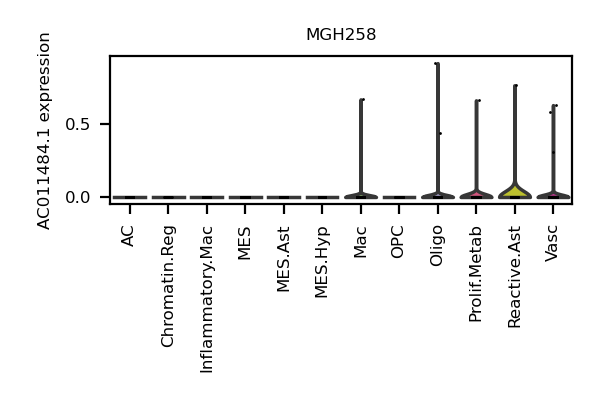 MGH258
AC011484.1 expression
0.5
0.0
AC
Chromatin.Reg
Inflammatory.Mac
MES
MES.Ast
MES.Hyp
Mac
OPC
Oligo
Prolif.Metab
Reactive.Ast
Vasc